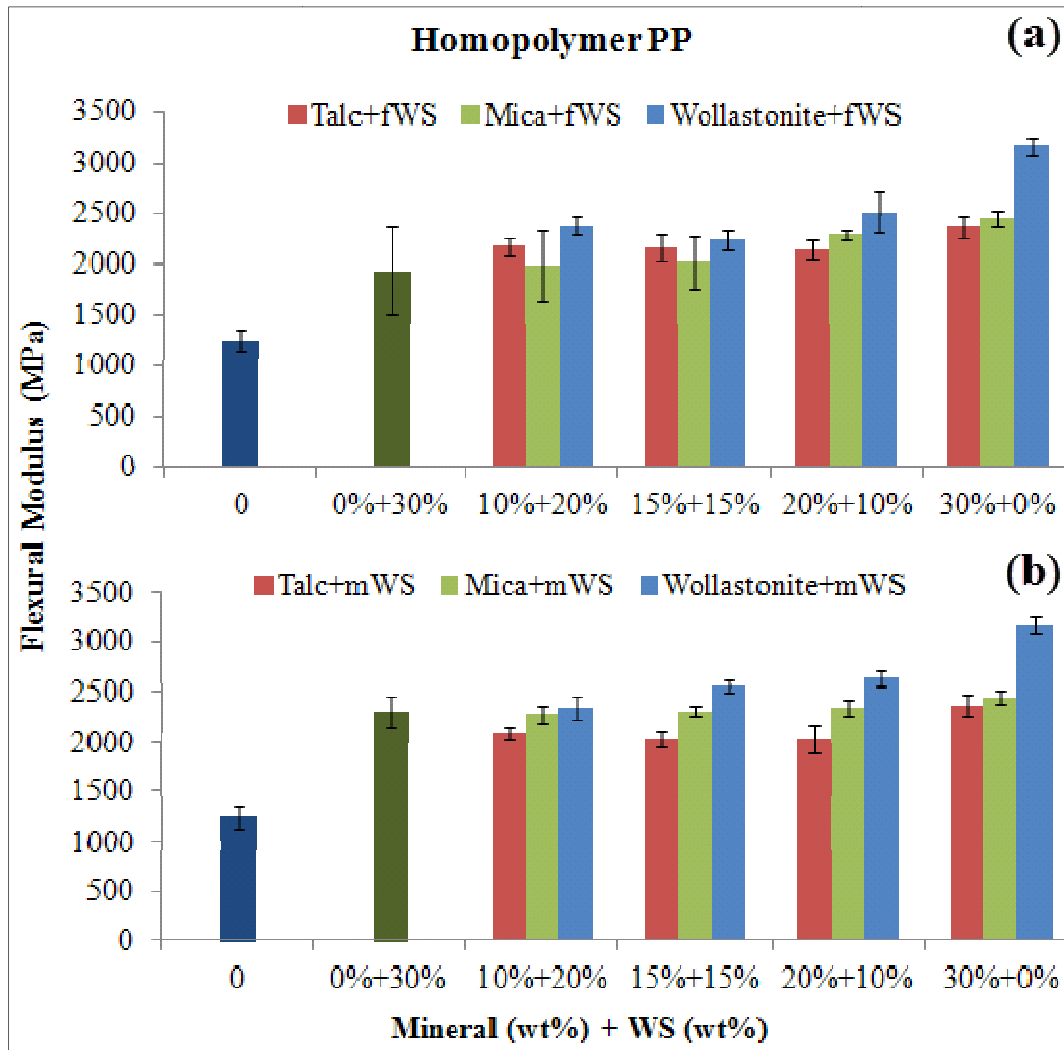 Homopolymer PP
(a)
Talc+fWS Mica+fWS Wollastonite+fWS
3500
3000
2500
2000
1500
1000
500
0
0 0%+30% 10%+20% 15%+15% 20%+10% 30%+0%
Flexural Modulus (MPa)
(b)
Talc+mWS Mica+mWS Wollastonite+mWS
3500
3000
2500
2000
1500
1000
500
0
0 0%+30% 10%+20% 15%+15% 20%+10% 30%+0%
Mineral (wt%) + WS (wt%)